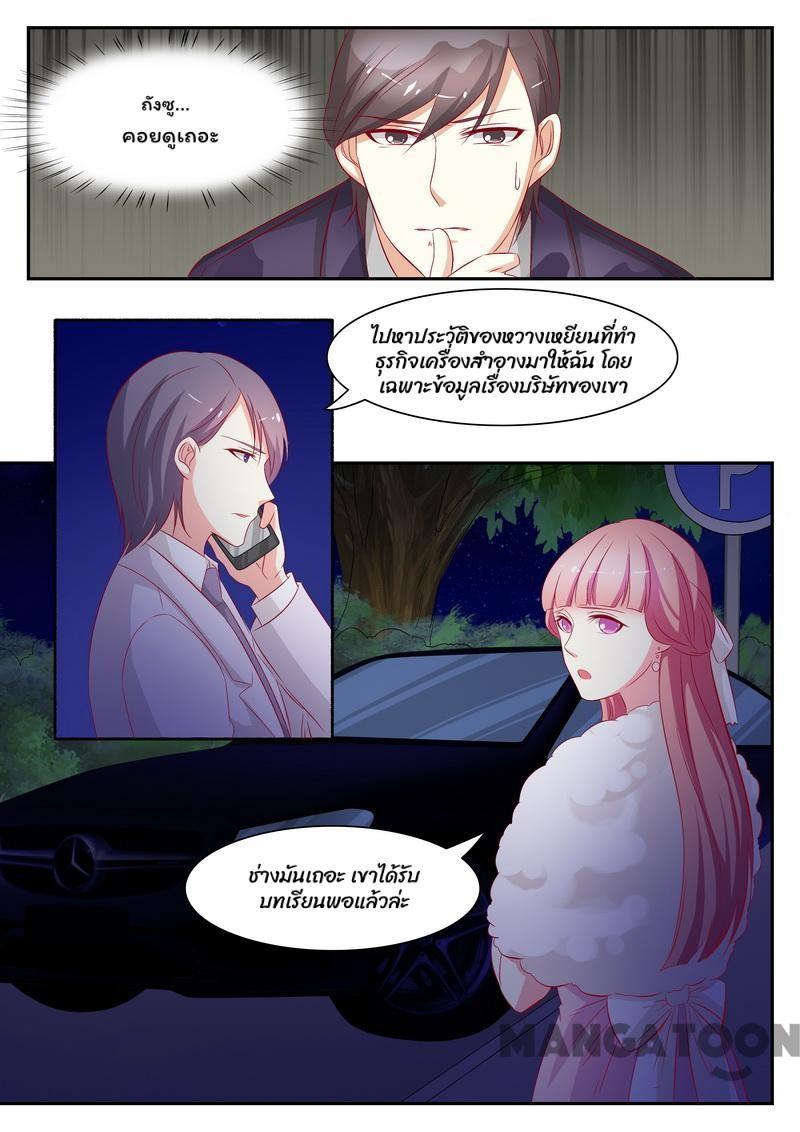 ถังซู...
คอยดูเถอะ
ไปหาประวัติของหวางเหยียนที่ทำ
ธุรกิจเครื่องสำอางมาให้ฉัน โดย
เฉพาะข้อมูลเรื่องบริษัทของเขา
P
ช่างมันเถอะ เขาได้รับ
บทเรียนพอแล้วล่ะ
MANGATOON